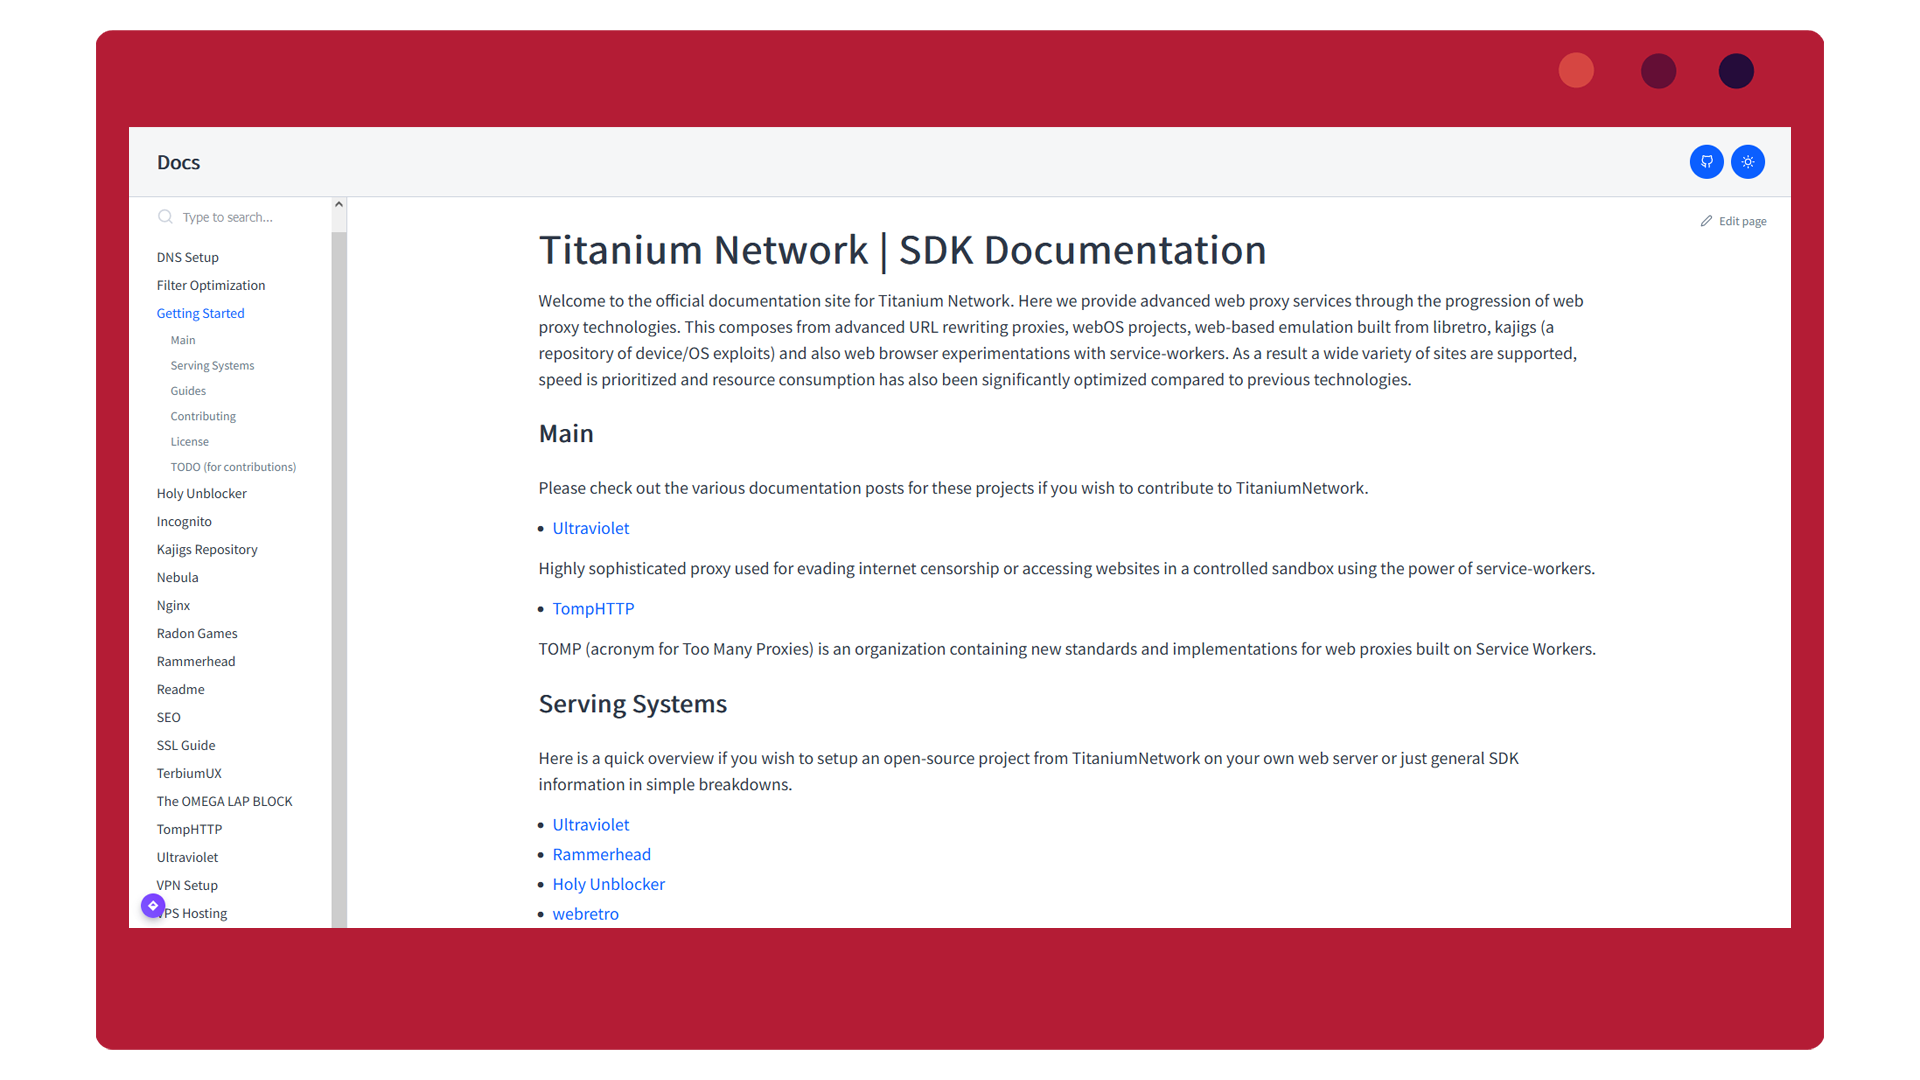 Docs
Type to search...
DNS Setup
Filter Optimization
Getting Started
Main
Serving Systems
Guides
Contributing
License
TODO (for contributions)
Holy Unblocker
Incognito
Kajigs Repository
Nebula
Nginx
Radon Games
Rammerhead
Readme
SEO
SSL Guide
TerbiumUX
The OMEGA LAP BLOCK
TompHTTP
Ultraviolet
VPN Setup
VPS Hosting
Edit page
Titanium Network | SDK Documentation
Welcome to the official documentation site for Titanium Network. Here we provide advanced web proxy services through the progression of web
proxy technologies. This composes from advanced URL rewriting proxies, webOS projects, web-based emulation built from libretro, kajigs (a
repository of device/OS exploits) and also web browser experimentations with service-workers. As a result a wide variety of sites are supported,
speed is prioritized and resource consumption has also been significantly optimized compared to previous technologies.
Main
Please check out the various documentation posts for these projects if you wish to contribute to TitaniumNetwork.
• Ultraviolet
Highly sophisticated proxy used for evading internet censorship or accessing websites in a controlled sandbox using the power of service-workers.
• TompHTTP
TOMP (acronym for Too Many Proxies) is an organization containing new standards and implementations for web proxies built on Service Workers.
Serving Systems
Here is a quick overview if you wish to setup an open-source project from TitaniumNetwork on your own web server or just general SDK
information in simple breakdowns.
• Ultraviolet
• Rammerhead
• Holy Unblocker
• webretro